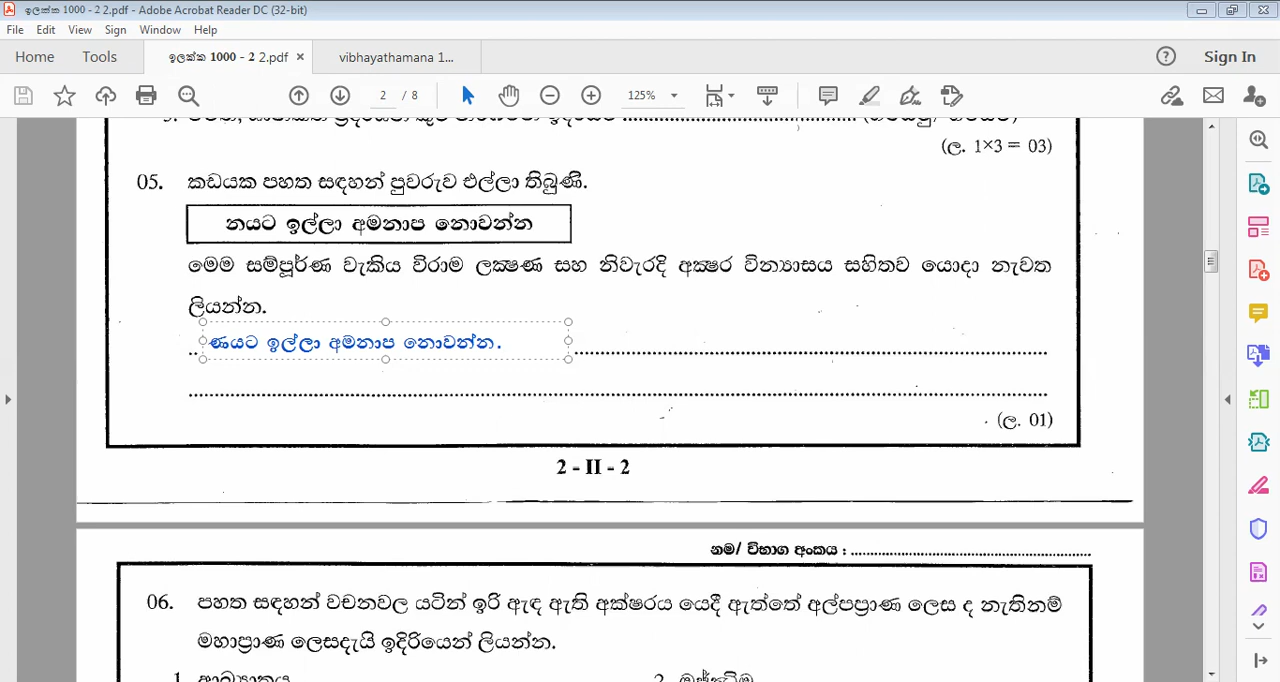 ඉලක්ක 1000 - 2 2.pdf - Adobe Acrobat Reader DC (32-bit)
File Edit View Sign Window Help
Home Tools ඉලක්ක 1000 - 2 2.pdf × vibhayathamana 1... Sign In
2 / 8 125%
(ල. 1×3 = 03)
05. කඩයක පහත සඳහන් පුවරුව එල්ලා තිබුණි.
නයට ඉල්ලා අමනාප නොවන්න
මෙම සම්පූර්ණ වැකිය විරාම ලක්‍ෂණ සහ නිවැරදි අක්‍ෂර වින්‍යාසය සහිතව යොදා නැවත
ලියන්න.
ණයට ඉල්ලා අමනාප නොවන්න.
(ල. 01)
2 - II - 2
නම/ විභාග අංකය :
06. පහත සඳහන් වචනවල යටින් ඉරි ඇඳ ඇති අක්ෂරය යෙදී ඇත්තේ අල්පප්‍රාණ ලෙස ද නැතිනම්
මහාප්‍රාණ ලෙසදැයි ඉදිරියෙන් ලියන්න.
1. ආඛ්‍යානය 2.